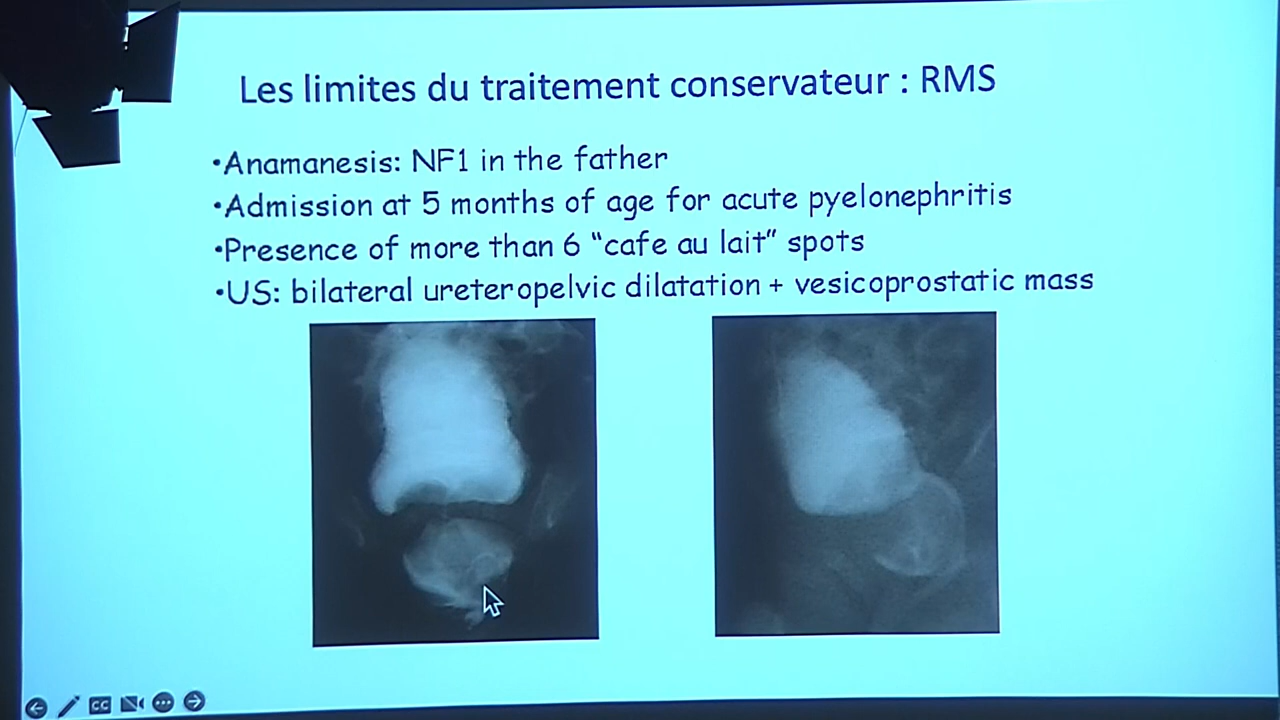 Les limites du traitement conservateur : RMS
•Anamanesis: NF1 in the father
•Admission at 5 months of age for acute pyelonephritis
•Presence of more than 6 “cafe au lait” spots
•US: bilateral ureteropelvic dilatation + vesicoprostatic mass
CC